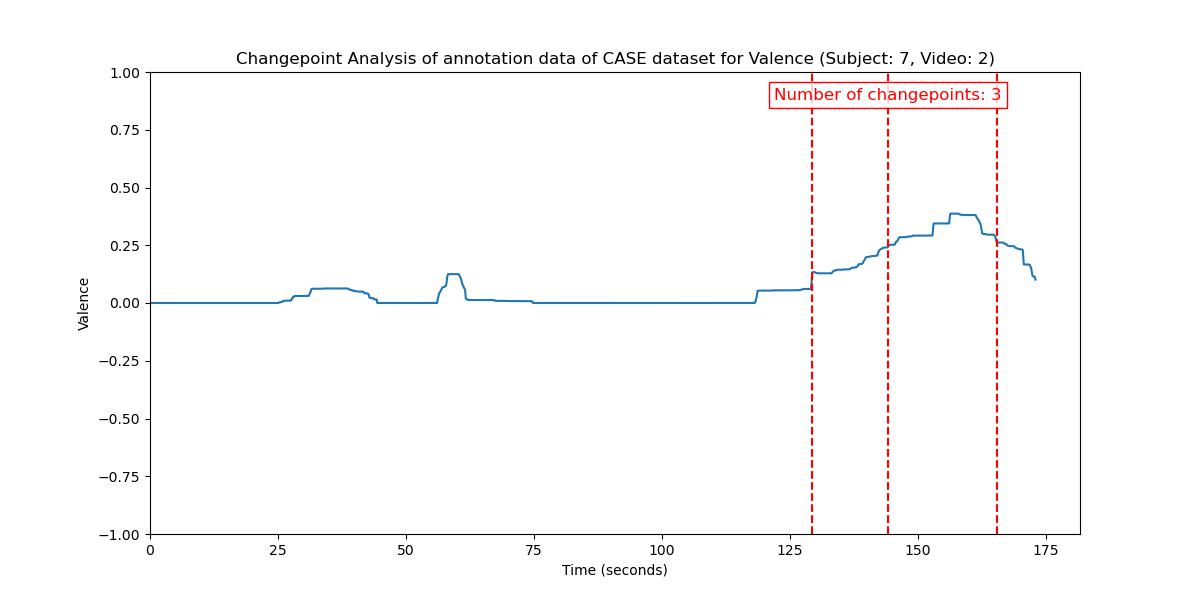 Changepoint Analysis of annotation data of CASE dataset for Valence (Subject: 7, Video: 2)
Number of changepoints: 3
Valence
1.00
0.75
0.50
0.25
0.00
−0.25
−0.50
−0.75
−1.00
0 25 50 75 100 125 150 175
Time (seconds)